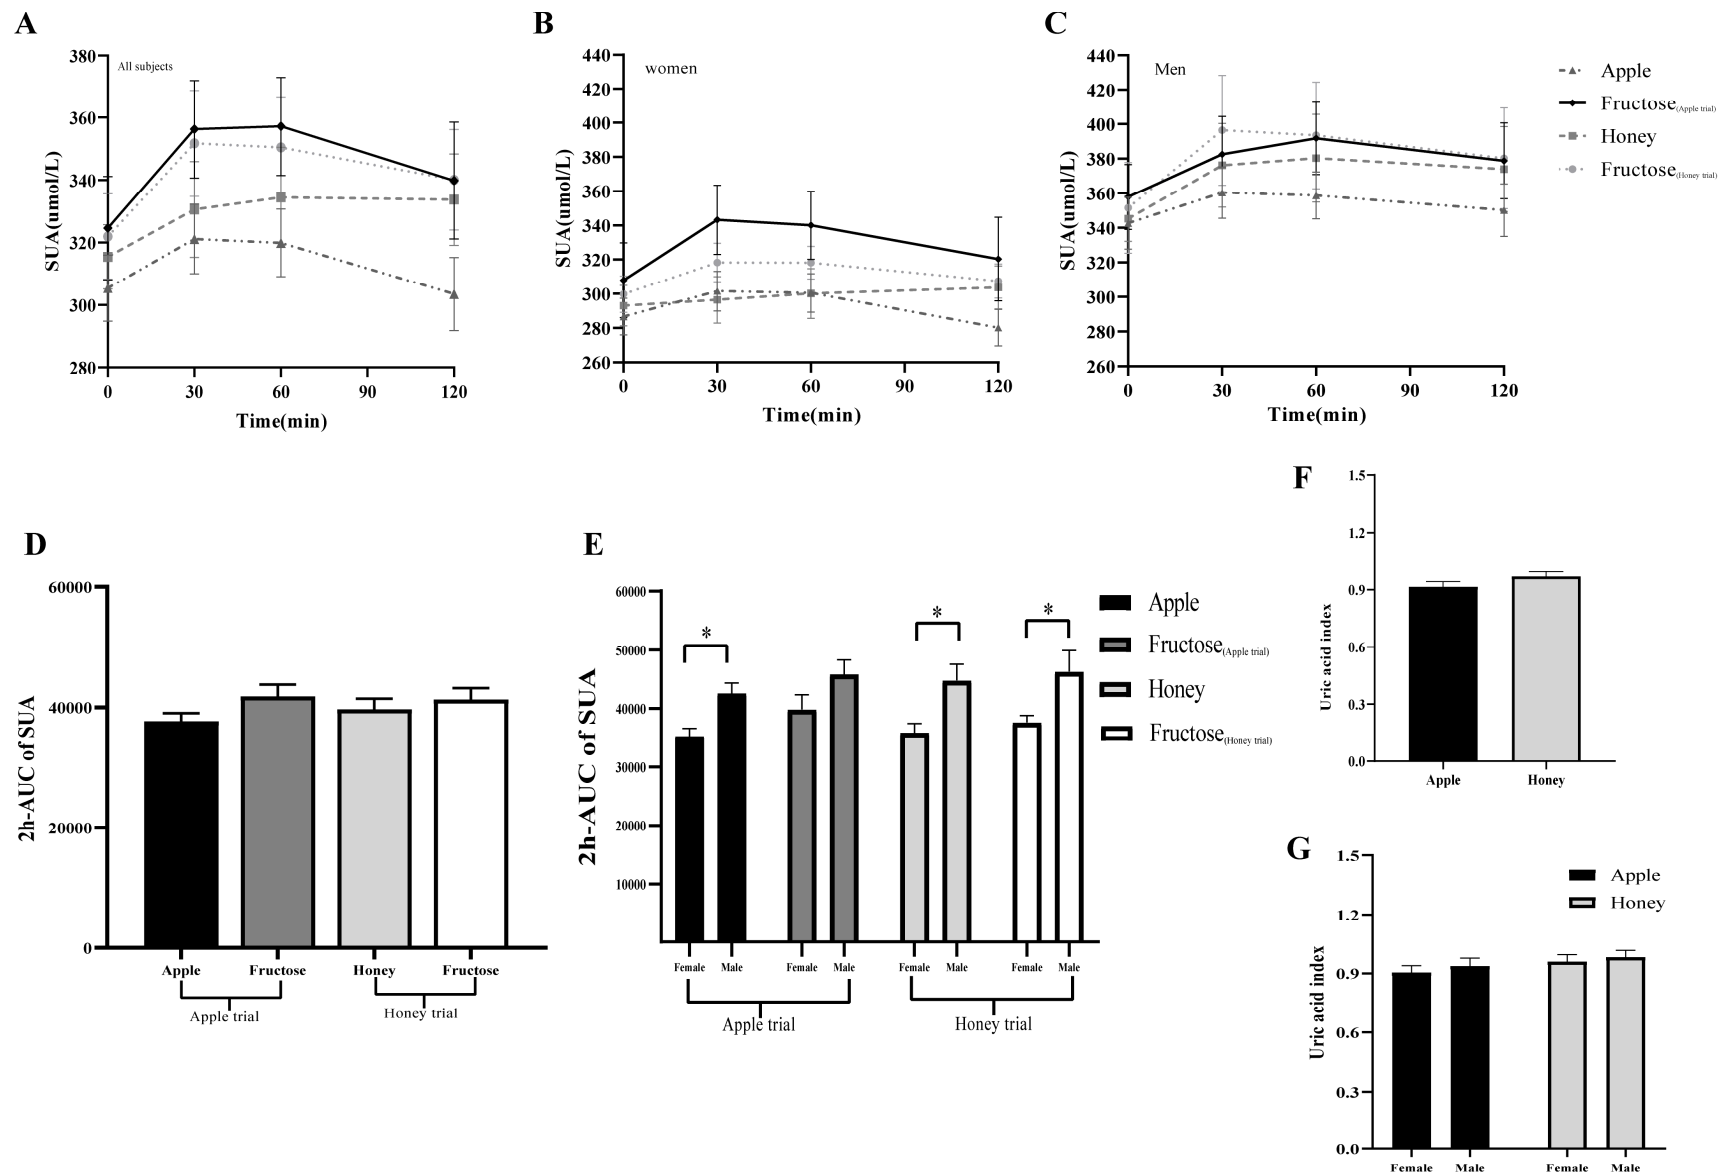 A
B
C
All subjects
women
Men
380
360
340
320
300
280
SUA(umol/L)
0 30 60 90 120
Time(min)
440
420
400
380
360
340
320
300
280
260
SUA(umol/L)
0 30 60 90 120
Time(min)
440
420
400
380
360
340
320
300
280
260
SUA(umol/L)
0 30 60 90 120
Time(min)
Apple
Fructose(Apple trial)
Honey
Fructose(Honey trial)
D
60000
40000
20000
0
2h-AUC of SUA
Apple Fructose Honey Fructose
Apple trial Honey trial
E
60000
50000
40000
30000
20000
10000
2h-AUC of SUA
* * *
Female Male Female Male Female Male Female Male
Apple trial Honey trial
Apple
Fructose(Apple trial)
Honey
Fructose(Honey trial)
F
1.5
1.2
0.9
0.6
0.3
0.0
Uric acid index
Apple Honey
G
1.5
1.2
0.9
0.6
0.3
0.0
Uric acid index
Apple
Honey
Female Male Female Male